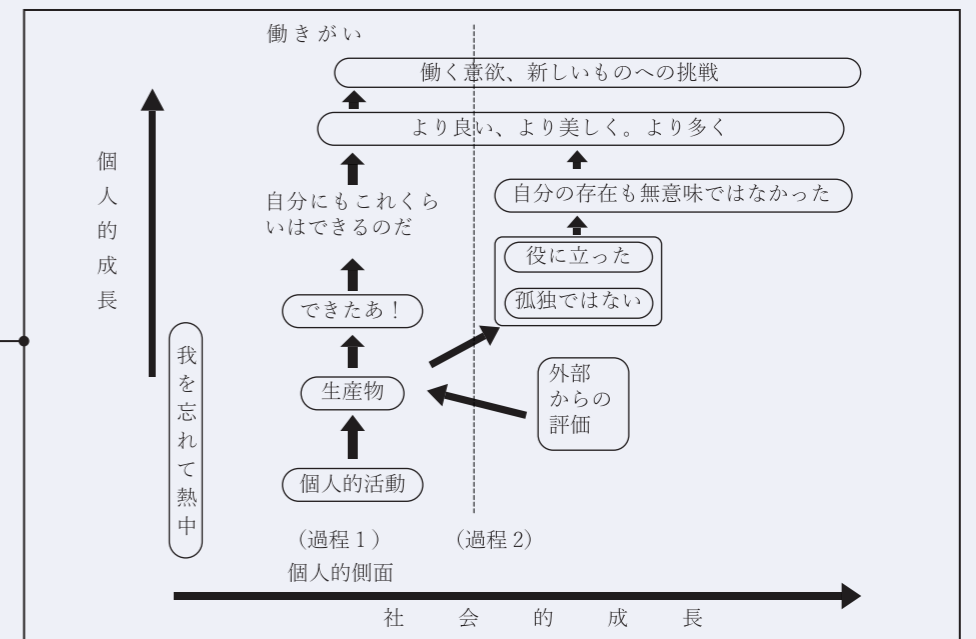 働きがい
働く意欲、新しいものへの挑戦
より良い、より美しく。より多く
自分の存在も無意味ではなかった
自分にもこれくら
いはできるのだ
役に立った
孤独ではない
できたあ！
生産物
外部
からの
評価
個人的活動
個人的成長
我を忘れて熱中
（過程 1 ）
（過程 2）
個人的側面
社会的成長